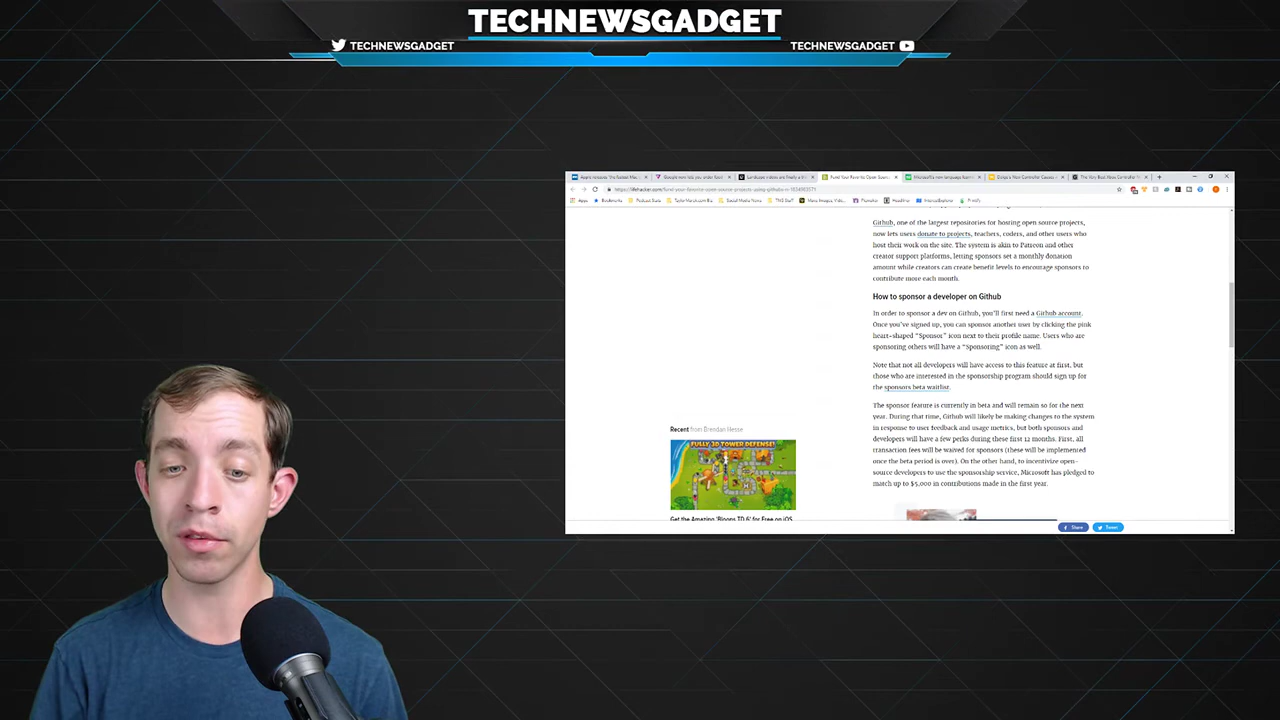 TECHNEWSGADGET
TECHNEWSGADGET
TECHNEWSGADGET
Github, one of the largest repositories for hosting open source projects,
now lets users donate to projects, teachers, coders, and other users who
host their work on the site. The system is akin to Patreon and other
creator support platforms, letting sponsors set a monthly donation
amount while creators can create benefit levels to encourage sponsors to
contribute more each month.
How to sponsor a developer on Github
In order to sponsor a dev on Github, you'll first need a Github account.
Once you've signed up, you can sponsor another user by clicking the pink
heart-shaped "Sponsor" icon next to their profile name. Users who are
sponsoring others will have a "Sponsoring" icon as well.
Note that not all developers will have access to this feature at first, but
those who are interested in the sponsorship program should sign up for
the sponsors beta waitlist.
The sponsor feature is currently in beta and will remain so for the next
year. During that time, Github will likely be making changes to the system
in response to user feedback and usage metrics, but both sponsors and
developers will have a few perks during these first 12 months. First, all
transaction fees will be waived for sponsors (these will be implemented
once the beta period is over). On the other hand, to incentivize open-
source developers to use the sponsorship service, Microsoft has pledged to
match up to $5,000 in contributions made in the first year.
Recent from Brendan Hesse
FULLY 3D TOWER DEFENSE!
Get the Amazing 'Bloons TD 6' for Free on iOS
Share
Tweet